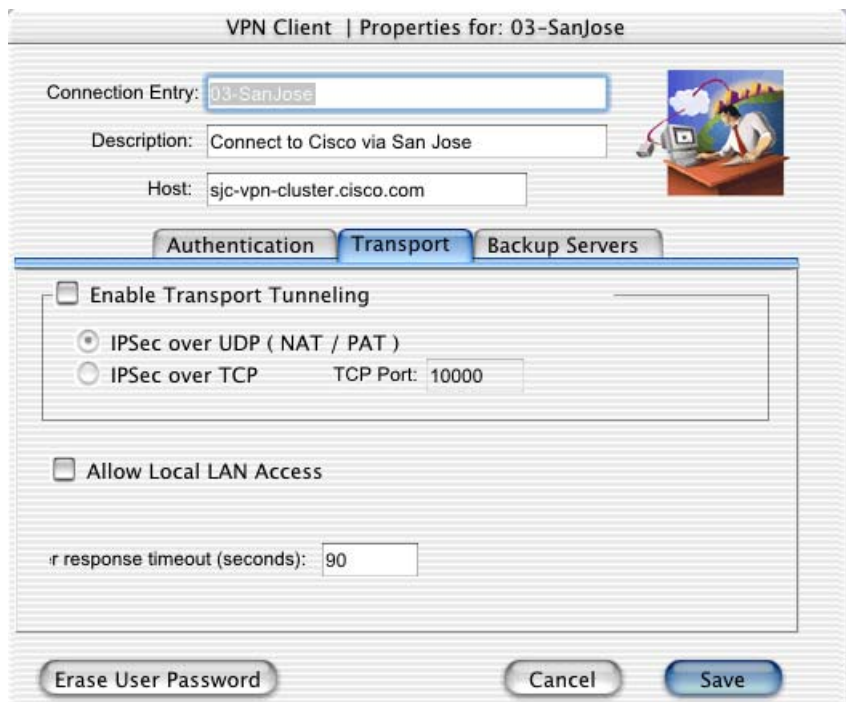 VPN Client | Properties for: 03-SanJose
Connection Entry: 03-SanJose
Description: Connect to Cisco via San Jose
Host: sjc-vpn-cluster.cisco.com
Authentication Transport Backup Servers
Enable Transport Tunneling
IPSec over UDP ( NAT / PAT )
IPSec over TCP TCP Port: 10000
Allow Local LAN Access
r response timeout (seconds): 90
Erase User Password Cancel Save